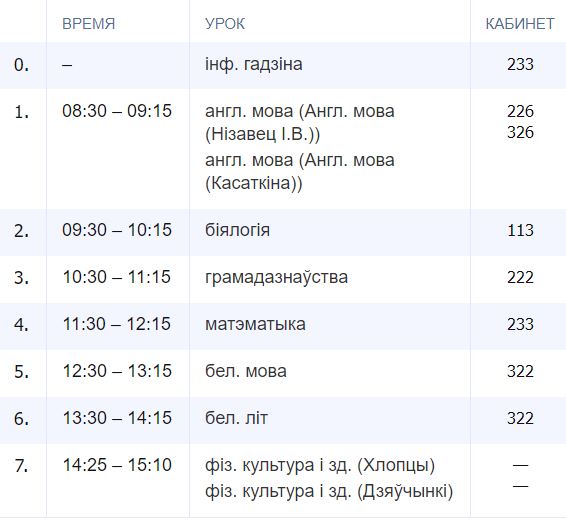 ВРЕМЯ УРОК КАБИНЕТ
0. – інф. гадзіна 233
1. 08:30 – 09:15 англ. мова (Англ. мова 226
(Нізавец І.В.)) 326
англ. мова (Англ. мова
(Касаткіна))
2. 09:30 – 10:15 біялогія 113
3. 10:30 – 11:15 грамадазнаўства 222
4. 11:30 – 12:15 матэматыка 233
5. 12:30 – 13:15 бел. мова 322
6. 13:30 – 14:15 бел. літ 322
7. 14:25 – 15:10 фіз. культура і зд. (Хлопцы) —
фіз. культура і зд. (Дзяўчынкі) —